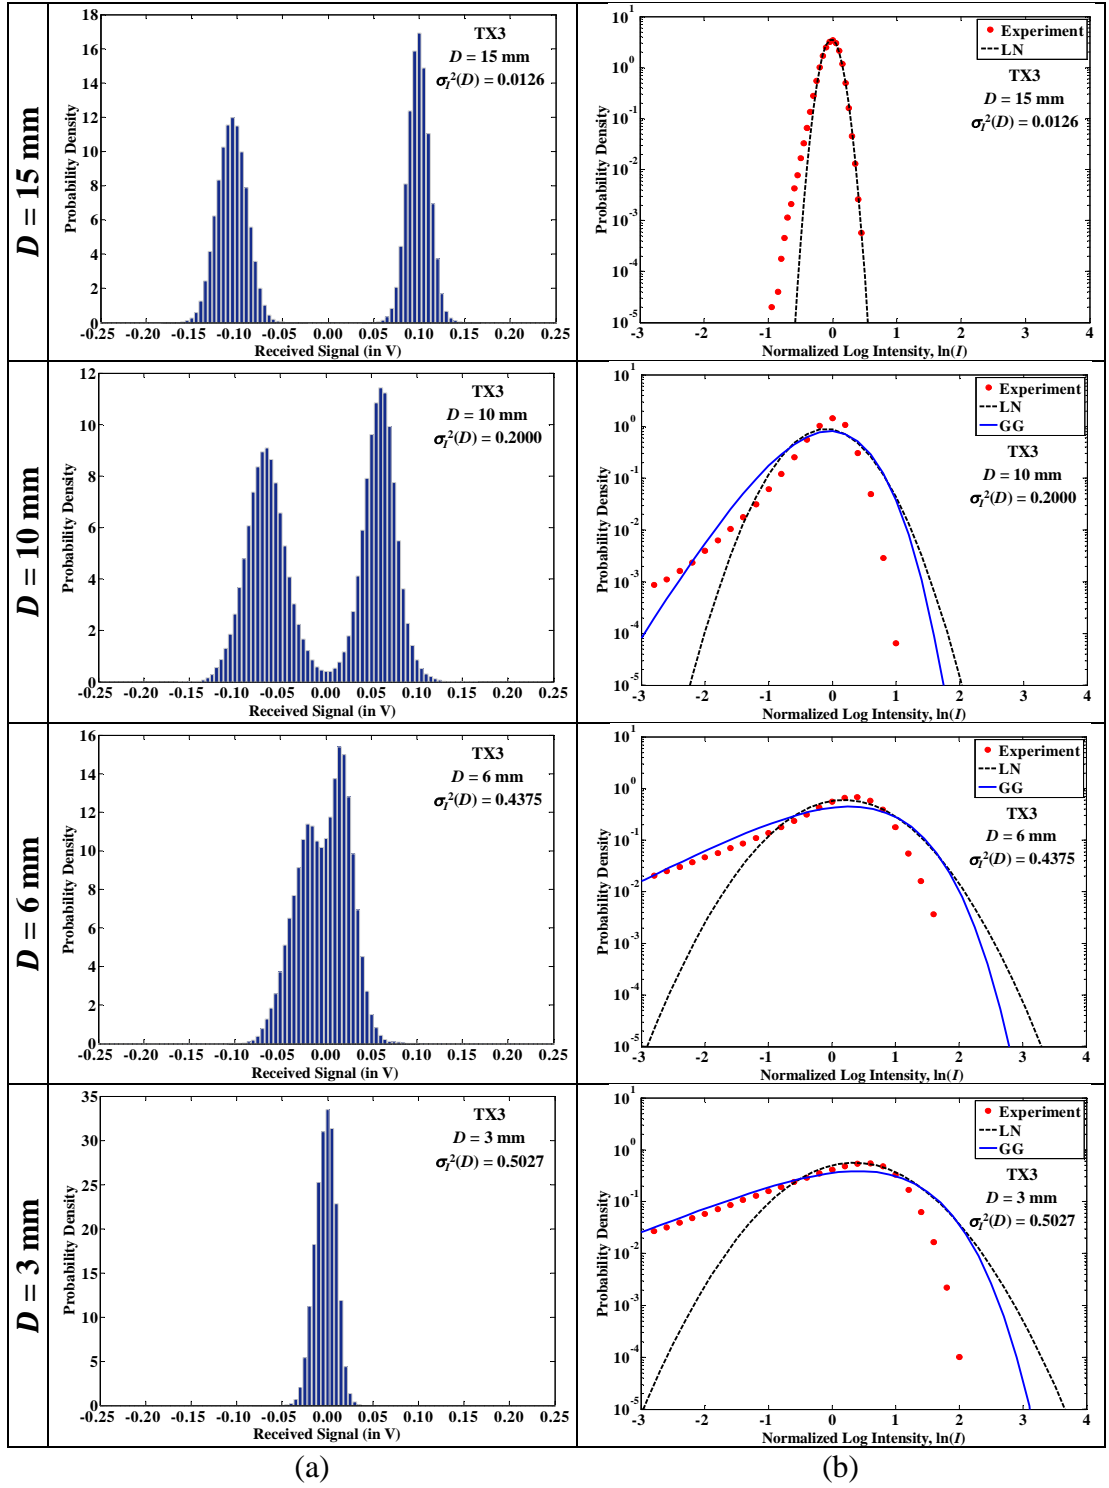 D = 15 mm
18
16
14
12
10
8
6
4
2
0
Probability Density
TX3
D = 15 mm
σI²(D) = 0.0126
-0.25 -0.20 -0.15 -0.10 -0.05 0.00 0.05 0.10 0.15 0.20 0.25
Received Signal (in V)
10^1
10^0
10^-1
10^-2
10^-3
10^-4
10^-5
Probability Density
Experiment
LN
TX3
D = 15 mm
σI²(D) = 0.0126
-3 -2 -1 0 1 2 3 4
Normalized Log Intensity, ln(I)
D = 10 mm
12
10
8
6
4
2
0
Probability Density
TX3
D = 10 mm
σI²(D) = 0.2000
-0.25 -0.20 -0.15 -0.10 -0.05 0.00 0.05 0.10 0.15 0.20 0.25
Received Signal (in V)
10^1
10^0
10^-1
10^-2
10^-3
10^-4
10^-5
Probability Density
Experiment
LN
GG
TX3
D = 10 mm
σI²(D) = 0.2000
-3 -2 -1 0 1 2 3 4
Normalized Log Intensity, ln(I)
D = 6 mm
16
14
12
10
8
6
4
2
0
Probability Density
TX3
D = 6 mm
σI²(D) = 0.4375
-0.25 -0.20 -0.15 -0.10 -0.05 0.00 0.05 0.10 0.15 0.20 0.25
Received Signal (in V)
10^1
10^0
10^-1
10^-2
10^-3
10^-4
10^-5
Probability Density
Experiment
LN
GG
TX3
D = 6 mm
σI²(D) = 0.4375
-3 -2 -1 0 1 2 3 4
Normalized Log Intensity, ln(I)
D = 3 mm
35
30
25
20
15
10
5
0
Probability Density
TX3
D = 3 mm
σI²(D) = 0.5027
-0.25 -0.20 -0.15 -0.10 -0.05 0.00 0.05 0.10 0.15 0.20 0.25
Received Signal (in V)
10^1
10^0
10^-1
10^-2
10^-3
10^-4
10^-5
Probability Density
Experiment
LN
GG
TX3
D = 3 mm
σI²(D) = 0.5027
-3 -2 -1 0 1 2 3 4
Normalized Log Intensity, ln(I)
(a) (b)